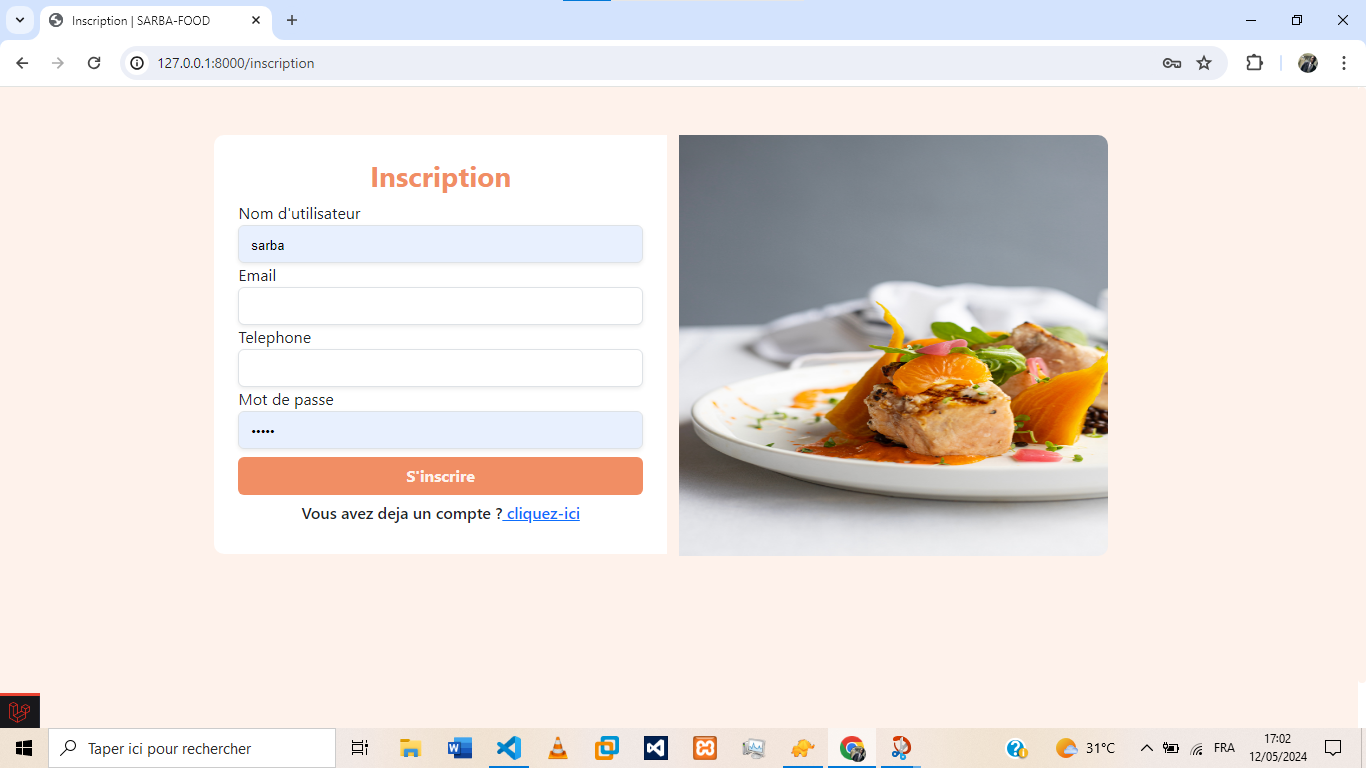 Inscription | SARBA-FOOD
127.0.0.1:8000/inscription
Inscription
Nom d'utilisateur
sarba
Email
Telephone
Mot de passe
•••••
S'inscrire
Vous avez deja un compte ? cliquez-ici
Taper ici pour rechercher
31°C
FRA
17:02
12/05/2024